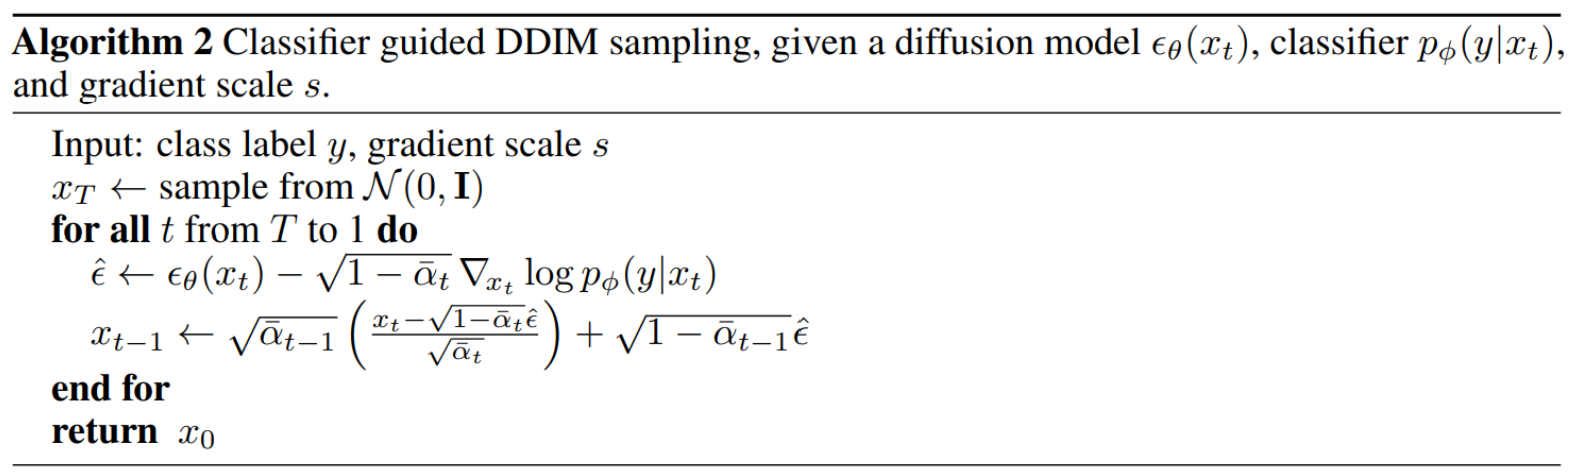 Algorithm 2 Classifier guided DDIM sampling, given a diffusion model $\epsilon_\theta(x_t)$, classifier $p_\phi(y|x_t)$,
and gradient scale $s$.
Input: class label $y$, gradient scale $s$
$x_T \leftarrow$ sample from $\mathcal{N}(0, \mathbf{I})$
for all $t$ from $T$ to 1 do
$\hat{\epsilon} \leftarrow \epsilon_\theta(x_t) - \sqrt{1 - \bar{\alpha}_t} \nabla_{x_t} \log p_\phi(y|x_t)$
$x_{t-1} \leftarrow \sqrt{\bar{\alpha}_{t-1}} \left( \frac{x_t - \sqrt{1 - \bar{\alpha}_t} \hat{\epsilon}}{\sqrt{\bar{\alpha}_t}} \right) + \sqrt{1 - \bar{\alpha}_{t-1}} \hat{\epsilon}$
end for
return $x_0$